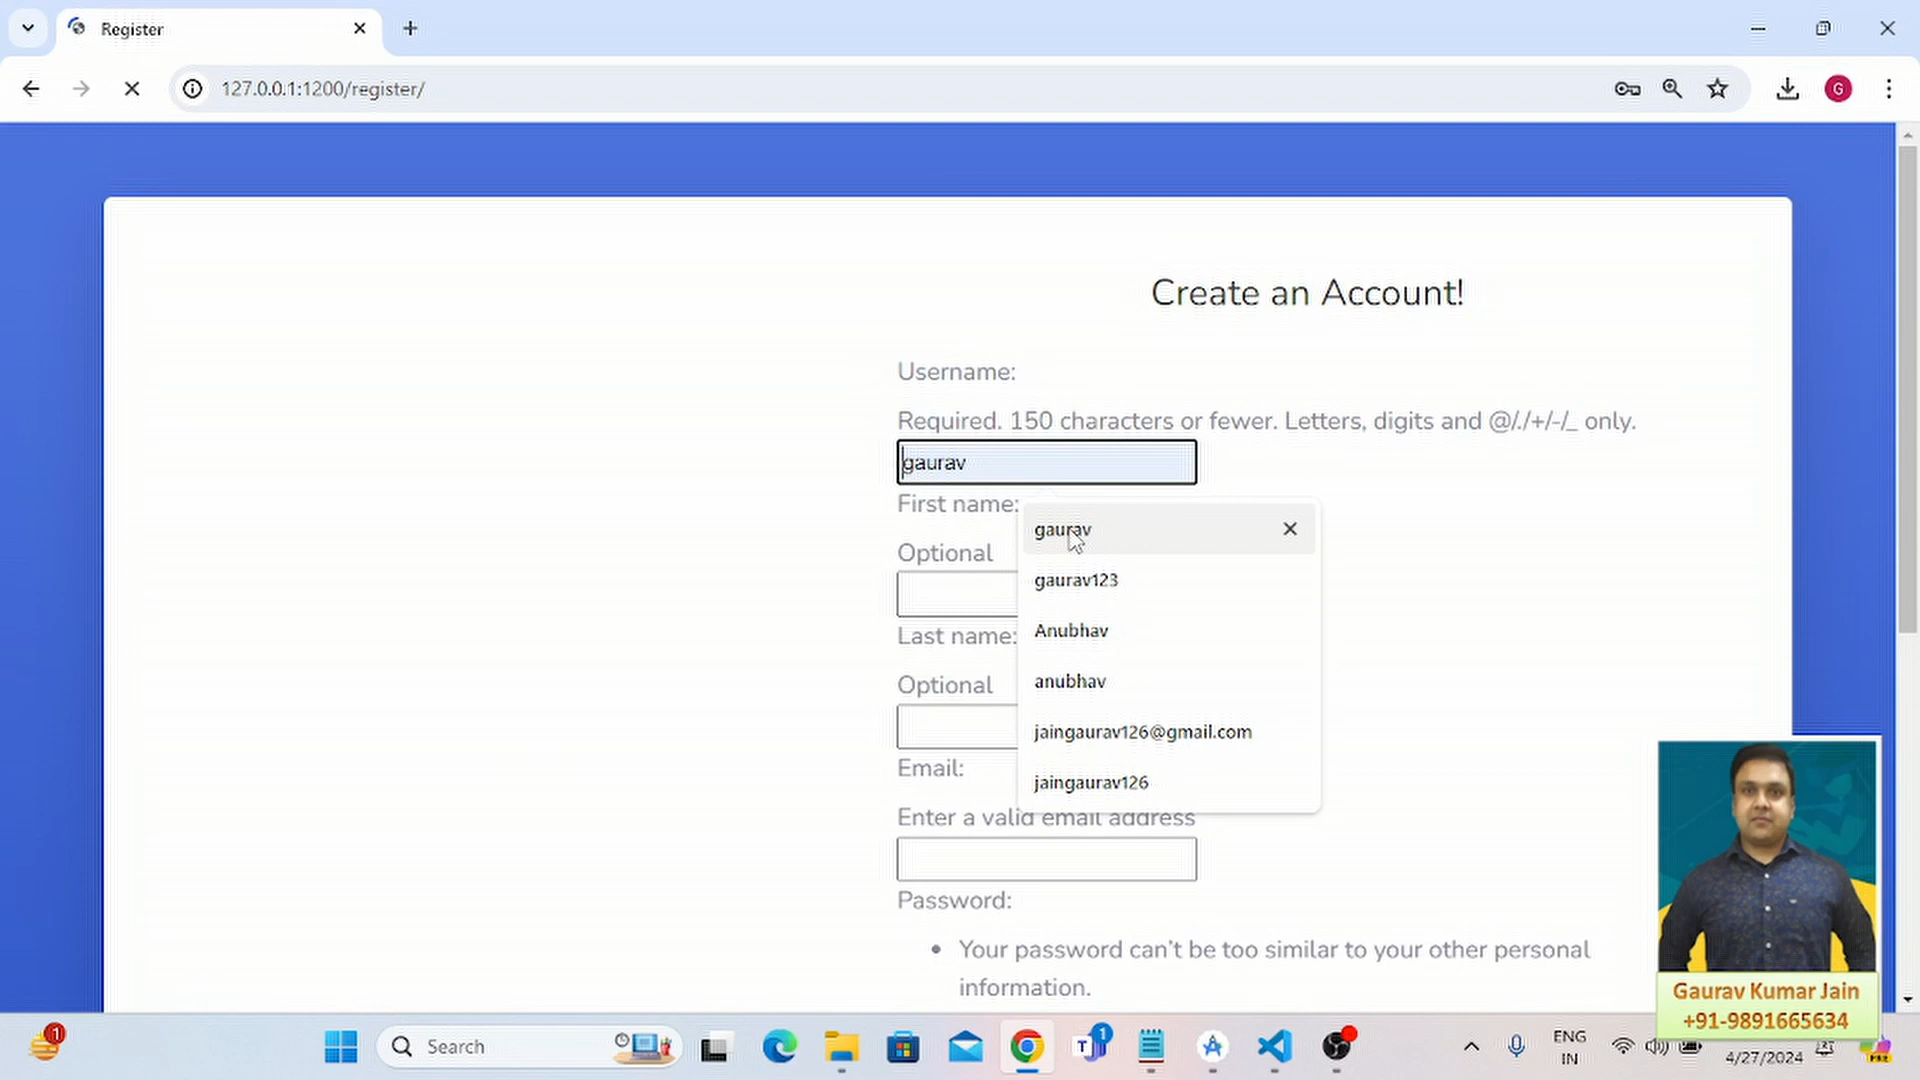 Register
127.0.0.1:1200/register/
G
Create an Account!
Username:
Required. 150 characters or fewer. Letters, digits and @/./+/-/_ only.
gaurav
First name:
gaurav
Optional
gaurav123
Last name:
Anubhav
Optional
anubhav
jaingaurav126@gmail.com
Email:
jaingaurav126
Enter a valid email address
Password:
• Your password can't be too similar to your other personal
information.
Gaurav Kumar Jain
+91-9891665634
1
Search
T
1
ENG
IN
4/27/2024
PRE